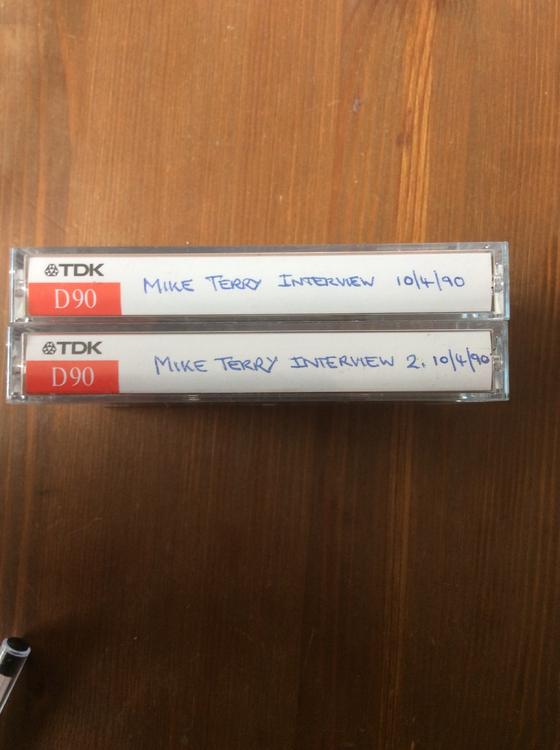 TDK
D90
MIKE TERRY INTERVIEW 10/4/90
TDK
D90
MIKE TERRY INTERVIEW 2. 10/4/90